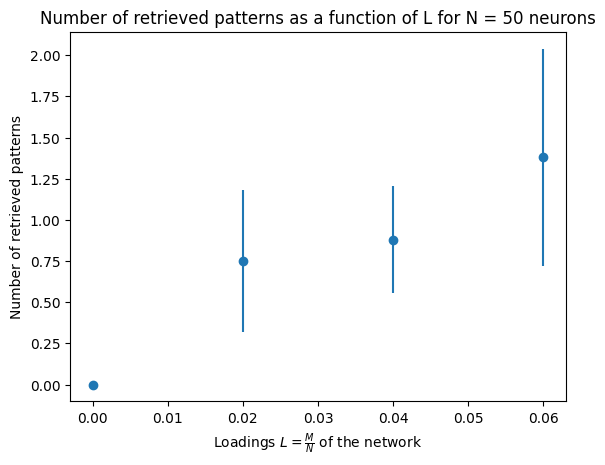 Number of retrieved patterns as a function of L for N = 50 neurons
2.00
1.75
1.50
1.25
1.00
0.75
0.50
0.25
0.00
Number of retrieved patterns
0.00 0.01 0.02 0.03 0.04 0.05 0.06
Loadings $L = \frac{M}{N}$ of the network